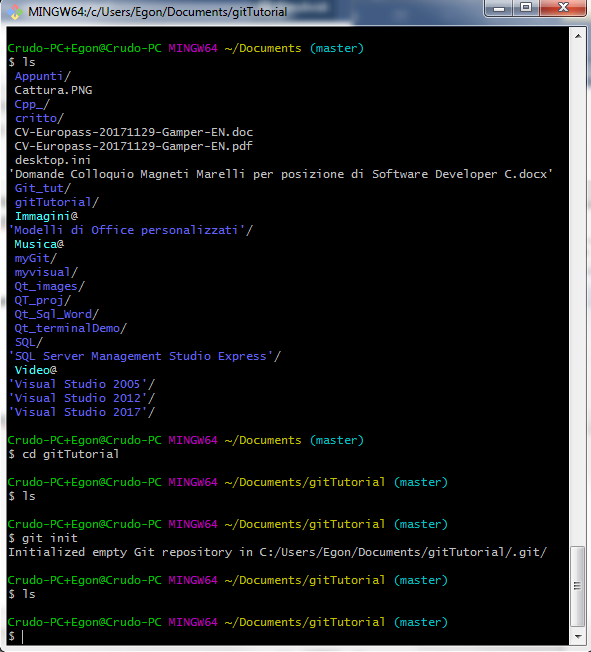 MINGW64:/c/Users/Egon/Documents/gitTutorial
Crudo-PC+Egon@Crudo-PC MINGW64 ~/Documents (master)
$ ls
Appunti/
Cattura.PNG
Cpp_/
critto/
CV-Europass-20171129-Gamper-EN.doc
CV-Europass-20171129-Gamper-EN.pdf
desktop.ini
'Domande Colloquio Magneti Marelli per posizione di Software Developer C.docx'
Git_tut/
gitTutorial/
Immagini@
'Modelli di Office personalizzati'/
Musica@
myGit/
myvisual/
Qt_images/
QT_proj/
Qt_Sql_Word/
Qt_terminalDemo/
SQL/
'SQL Server Management Studio Express'/
Video@
'Visual Studio 2005'/
'Visual Studio 2012'/
'Visual Studio 2017'/
Crudo-PC+Egon@Crudo-PC MINGW64 ~/Documents (master)
$ cd gitTutorial
Crudo-PC+Egon@Crudo-PC MINGW64 ~/Documents/gitTutorial (master)
$ ls
Crudo-PC+Egon@Crudo-PC MINGW64 ~/Documents/gitTutorial (master)
$ git init
Initialized empty Git repository in C:/Users/Egon/Documents/gitTutorial/.git/
Crudo-PC+Egon@Crudo-PC MINGW64 ~/Documents/gitTutorial (master)
$ ls
Crudo-PC+Egon@Crudo-PC MINGW64 ~/Documents/gitTutorial (master)
$